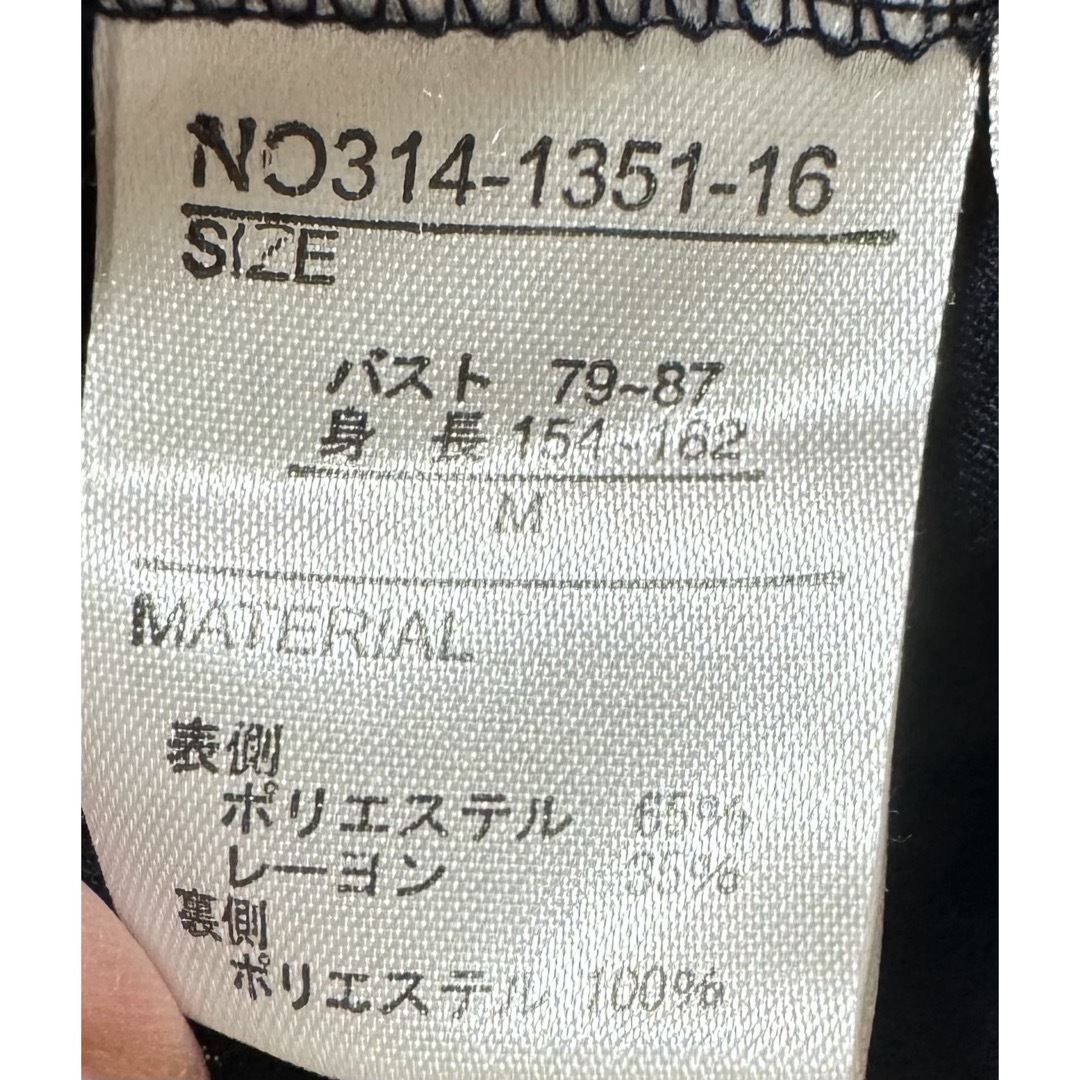 NO314-1351-16
SIZE
バスト 79~87
身 長 154~162
M
MATERIAL
表側
ポリエステル 65%
レーヨン 35%
裏側
ポリエステル 100%